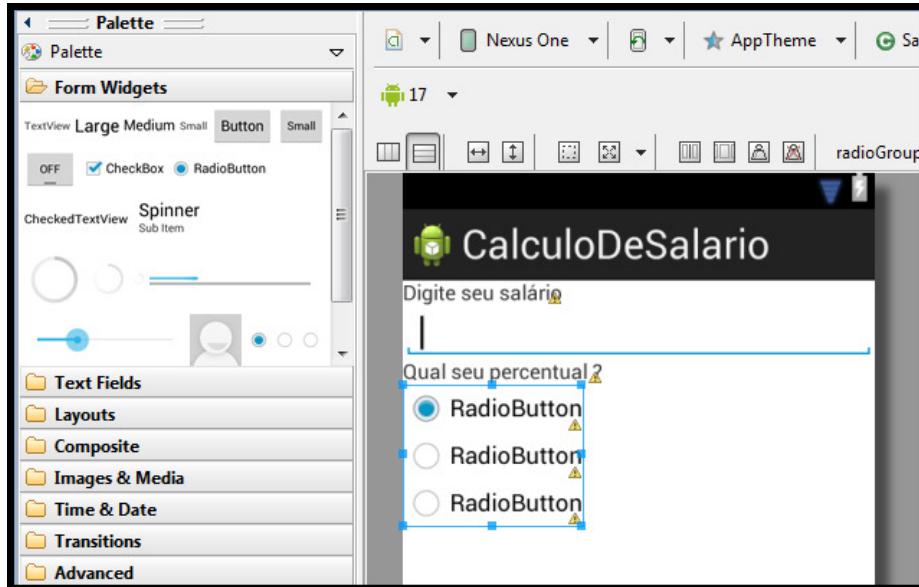 Palette
Palette
Form Widgets
TextView Large Medium Small Button Small
OFF CheckBox RadioButton
CheckedTextView Spinner
Sub Item
Text Fields
Layouts
Composite
Images & Media
Time & Date
Transitions
Advanced
Nexus One AppTheme Sa
17
radioGroup
CalculoDeSalario
Digite seu salário
Qual seu percentual ?
RadioButton
RadioButton
RadioButton